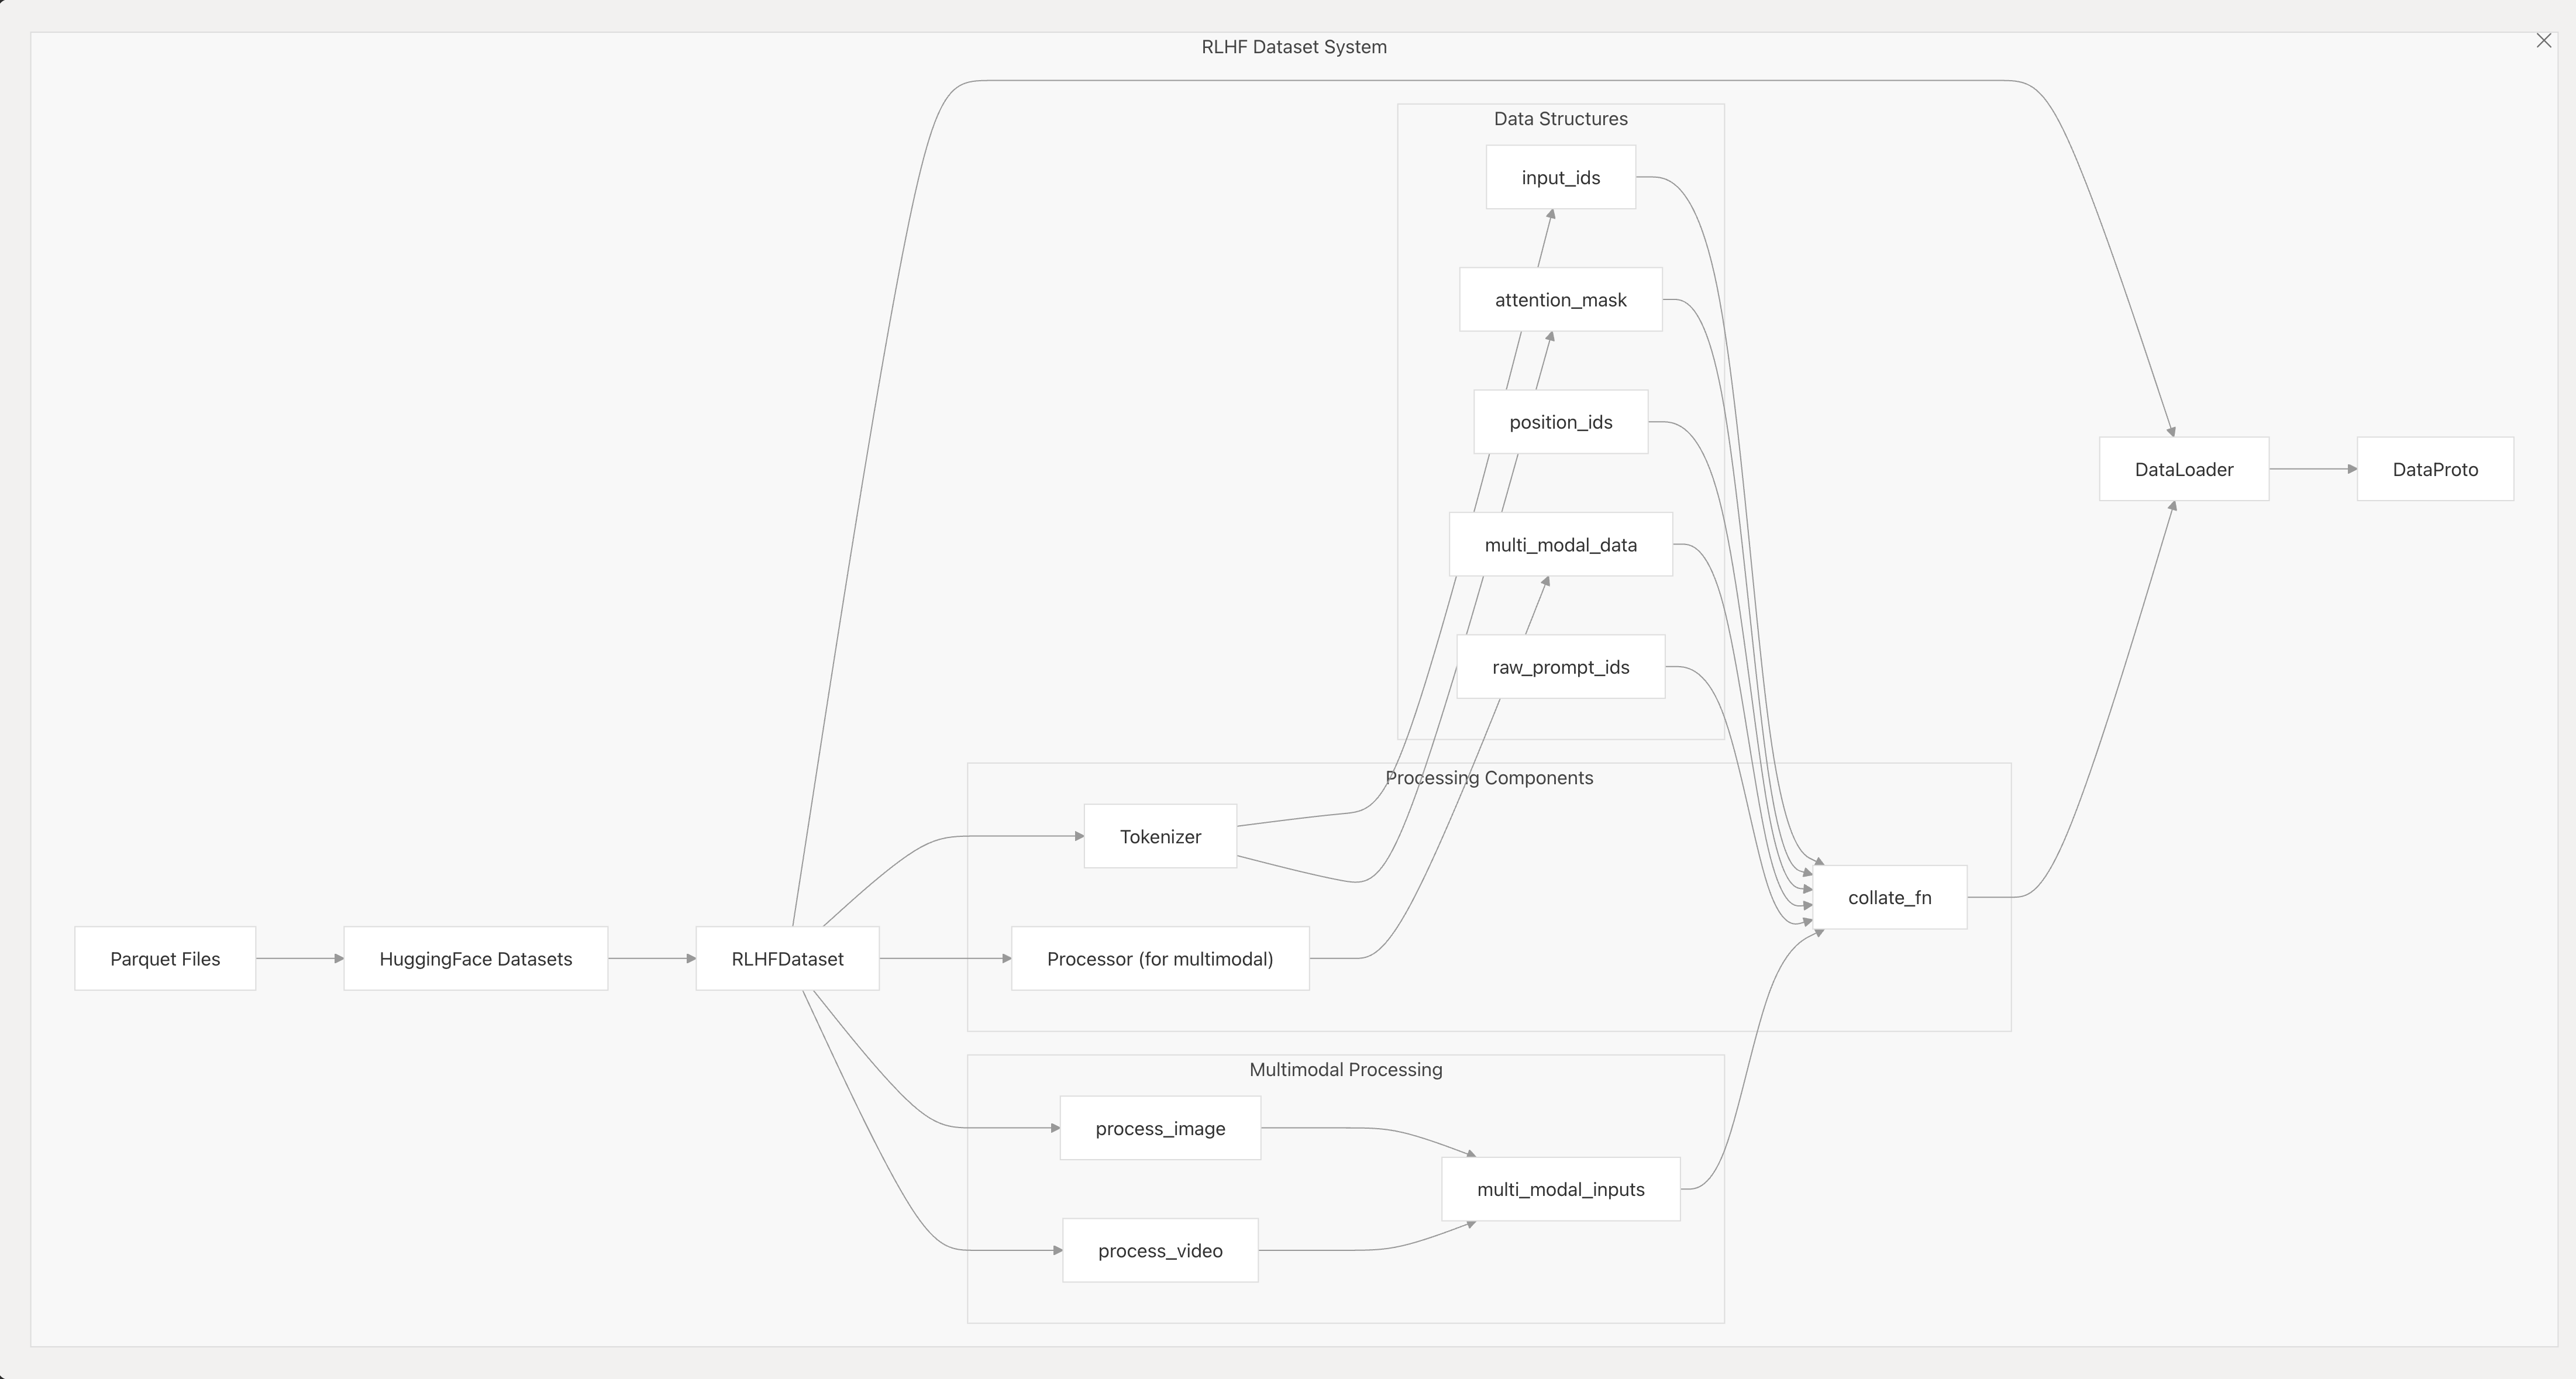 RLHF Dataset System
Data Structures
input_ids
attention_mask
position_ids
multi_modal_data
raw_prompt_ids
DataLoader
DataProto
Processing Components
Tokenizer
collate_fn
Parquet Files
HuggingFace Datasets
RLHFDataset
Processor (for multimodal)
Multimodal Processing
process_image
multi_modal_inputs
process_video